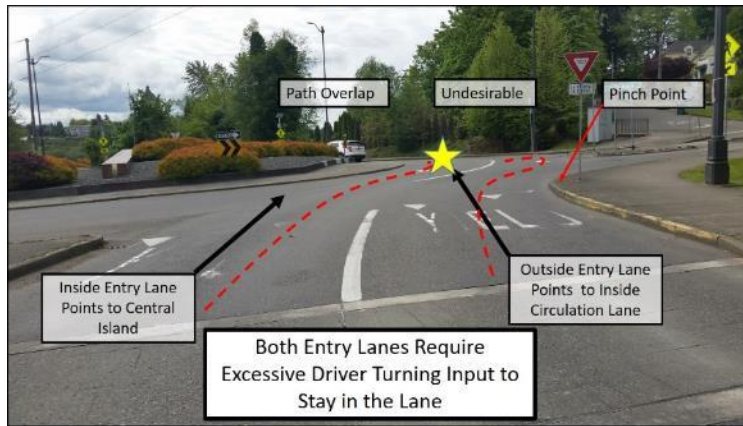 Path Overlap
Undesirable
Pinch Point
Inside Entry Lane
Points to Central
Island
Outside Entry Lane
Points to Inside
Circulation Lane
Both Entry Lanes Require
Excessive Driver Turning Input to
Stay in the Lane